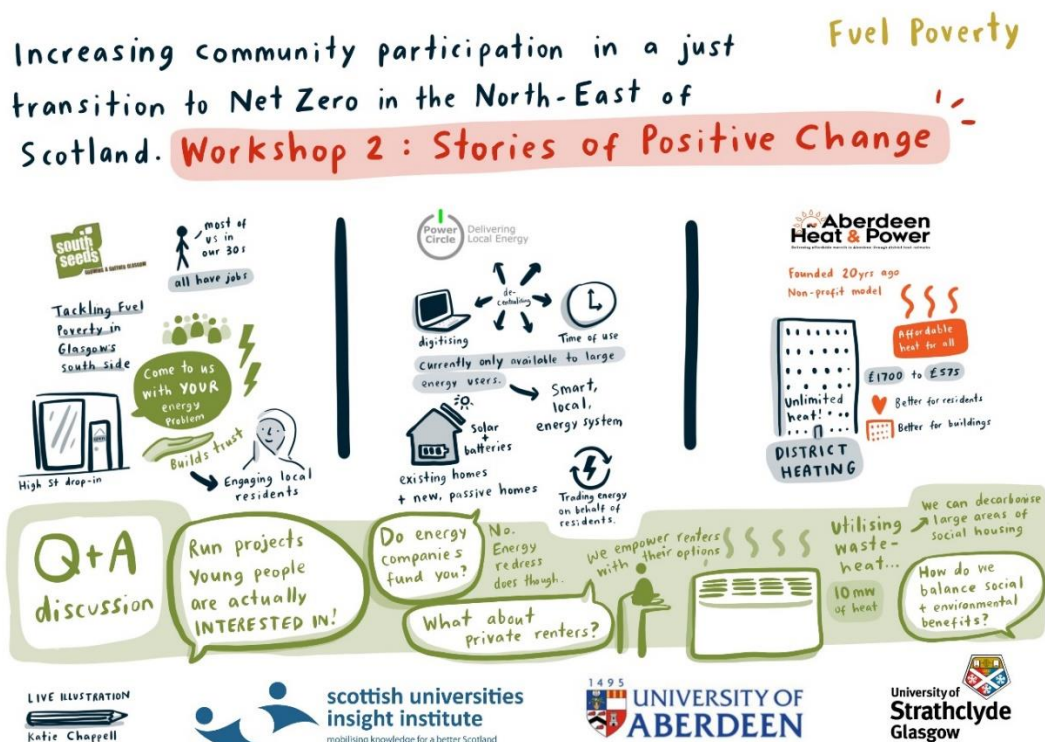 Fuel Poverty
Increasing community participation in a just
transition to Net Zero in the North-East of
Scotland. Workshop 2 : Stories of Positive Change
south
seeds
most of
us in
our 30s
all have jobs
Tackling Fuel
Poverty in
Glasgow's
south side
Come to us
with YOUR
energy
problem
Builds trust
High St drop-in
Engaging local
residents
Power
Circle
Delivering
Local Energy
de-
centralising
digitising
Time of use
Currently only available to large
energy users.
Smart,
local,
energy system
Solar
+
batteries
existing homes
+ new, passive homes
Trading energy
on behalf of
residents.
Aberdeen
Heat & Power
Founded 20yrs ago
Non-profit model
Affordable
heat for all
£1700 to £575
Unlimited
heat!
Better for residents
Better for buildings
DISTRICT
HEATING
Q+A
discussion
Run projects
Young people
are actually
INTERESTED IN!
Do energy
companies
fund you?
No.
Energy
redress
does though.
What about
private renters?
We empower renters
with their options
Utilising
waste-
heat...
10 mw
of heat
we can decarbonise
large areas of
social housing
How do we
balance social
+ environmental
benefits?
LIVE ILLUSTRATION
Katie Chappell
scottish universities
insight institute
mobilising knowledge for a better Scotland
1495
UNIVERSITY OF
ABERDEEN
University of
Strathclyde
Glasgow